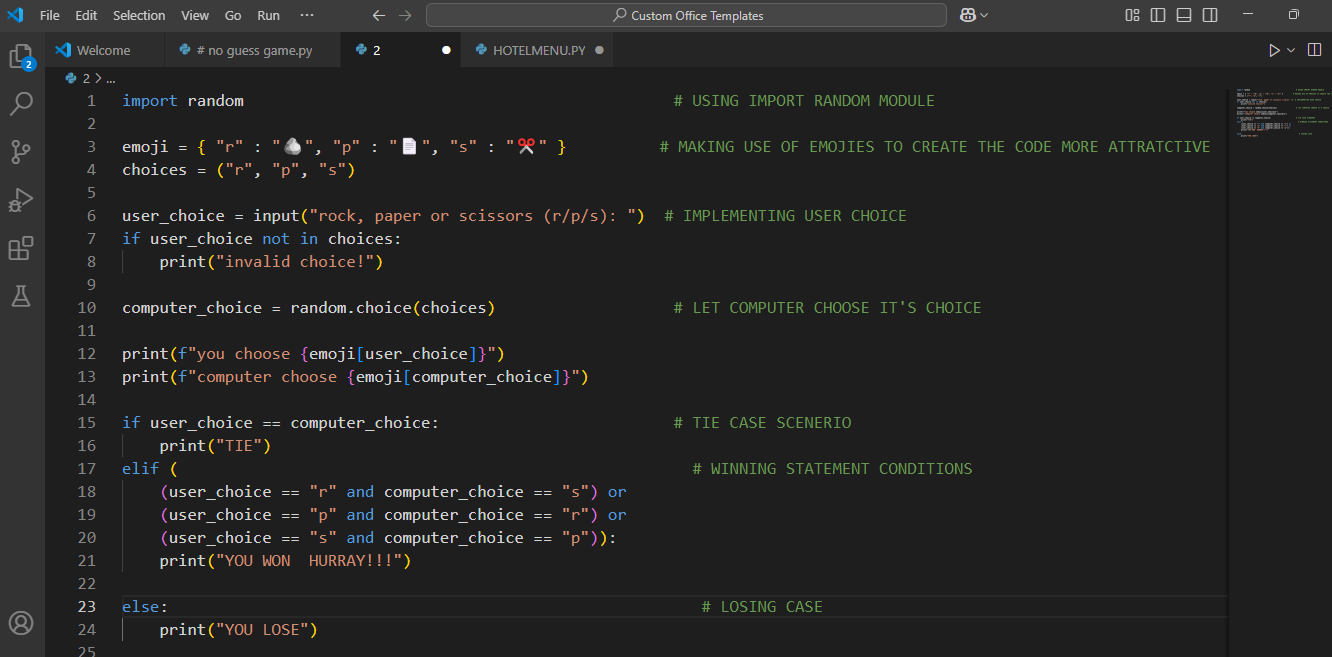 File Edit Selection View Go Run ··· ← → Custom Office Templates
Welcome # no guess game.py 2 ● HOTELMENU.PY ●
2
2 > ...
1 import random # USING IMPORT RANDOM MODULE
2
3 emoji = { "r" : "🪨", "p" : "📄", "s" : "✂️" } # MAKING USE OF EMOJIES TO CREATE THE CODE MORE ATTRATCTIVE
4 choices = ("r", "p", "s")
5
6 user_choice = input("rock, paper or scissors (r/p/s): ") # IMPLEMENTING USER CHOICE
7 if user_choice not in choices:
8     print("invalid choice!")
9
10 computer_choice = random.choice(choices) # LET COMPUTER CHOOSE IT'S CHOICE
11
12 print(f"you choose {emoji[user_choice]}")
13 print(f"computer choose {emoji[computer_choice]}")
14
15 if user_choice == computer_choice: # TIE CASE SCENERIO
16     print("TIE")
17 elif ( # WINNING STATEMENT CONDITIONS
18     (user_choice == "r" and computer_choice == "s") or
19     (user_choice == "p" and computer_choice == "r") or
20     (user_choice == "s" and computer_choice == "p")):
21     print("YOU WON  HURRAY!!!")
22
23 else: # LOSING CASE
24     print("YOU LOSE")
25